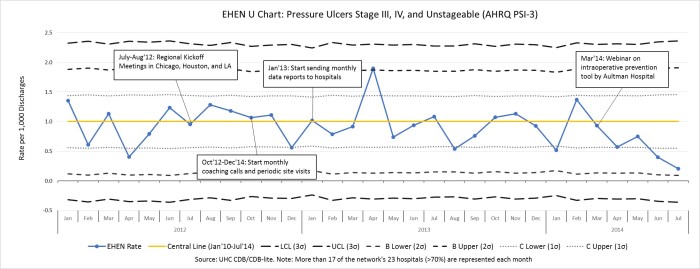 EHEN U Chart: Pressure Ulcers Stage III, IV, and Unstageable (AHRQ PSI-3)
Rate per 1,000 Discharges
2.5
2.0
1.5
1.0
0.5
0.0
-0.5
July-Aug'12: Regional Kickoff
Meetings in Chicago, Houston, and LA
Jan'13: Start sending monthly
data reports to hospitals
Mar'14: Webinar on
intraoperative prevention
tool by Aultman Hospital
Oct'12-Dec'14: Start monthly
coaching calls and periodic site visits
Jan Feb Mar Apr May Jun Jul Aug Sep Oct Nov Dec Jan Feb Mar Apr May Jun Jul Aug Sep Oct Nov Dec Jan Feb Mar Apr May Jun Jul
2012 2013 2014
EHEN Rate Central Line (Jan'10-Jul'14) LCL (3σ) UCL (3σ) B Lower (2σ) B Upper (2σ) C Lower (1σ) C Upper (1σ)
Source: UHC CDB/CDB-lite. Note: More than 17 of the network's 23 hospitals (>70%) are represented each month